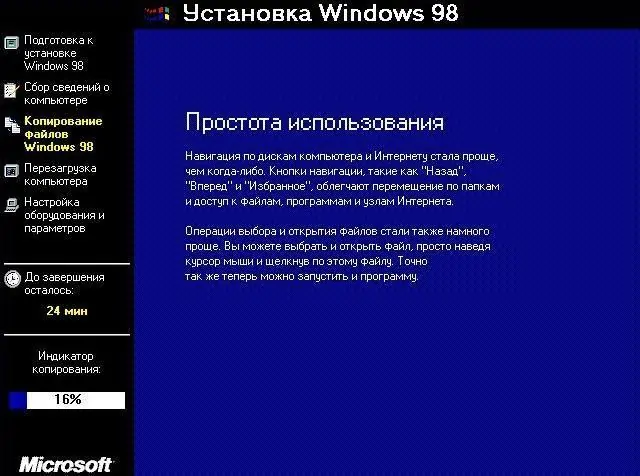 Установка Windows 98
Подготовка к
установке
Windows 98
Сбор сведений о
компьютере
Копирование
файлов
Windows 98
Перезагрузка
компьютера
Настройка
оборудования и
параметров
До завершения
осталось:
24 мин
Индикатор
копирования:
16%
Microsoft
Простота использования
Навигация по дискам компьютера и Интернету стала проще,
чем когда-либо. Кнопки навигации, такие как "Назад",
"Вперед" и "Избранное", облегчают перемещение по папкам
и доступ к файлам, программам и узлам Интернета.
Операции выбора и открытия файлов стали также намного
проще. Вы можете выбрать и открыть файл, просто наведя
курсор мыши и щелкнув по этому файлу. Точно
так же теперь можно запустить и программу.